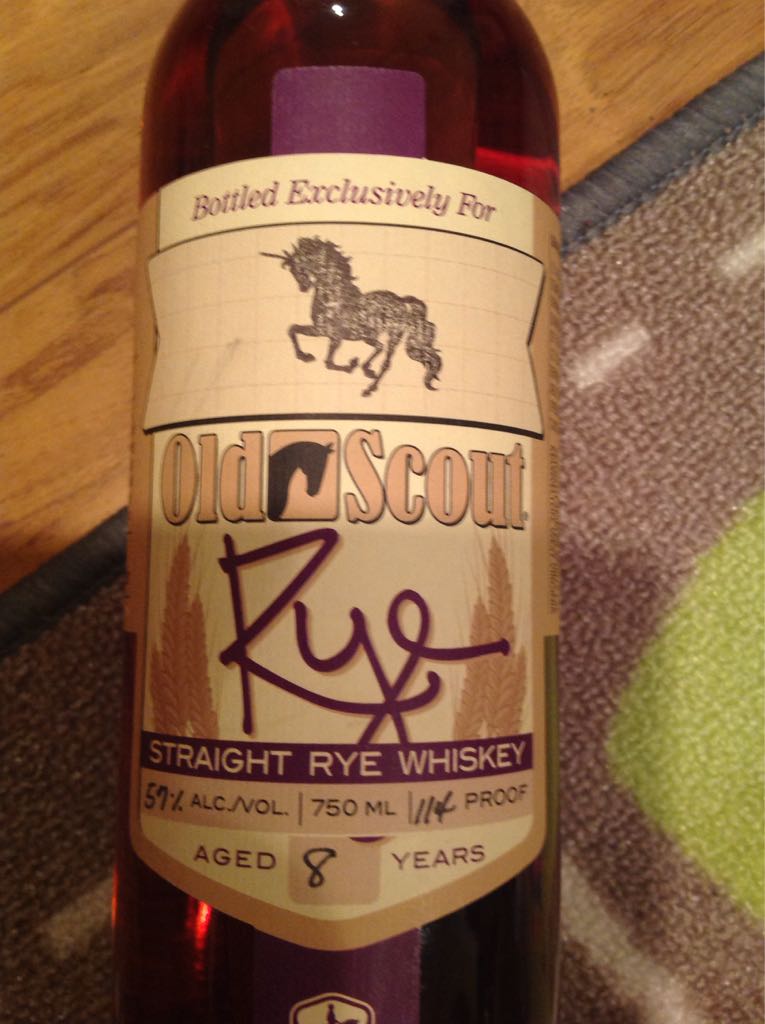 Bottled Exclusively For
Old Scout
Rye
STRAIGHT RYE WHISKEY
57% ALC./VOL. | 750 ML | 114 PROOF
AGED 8 YEARS